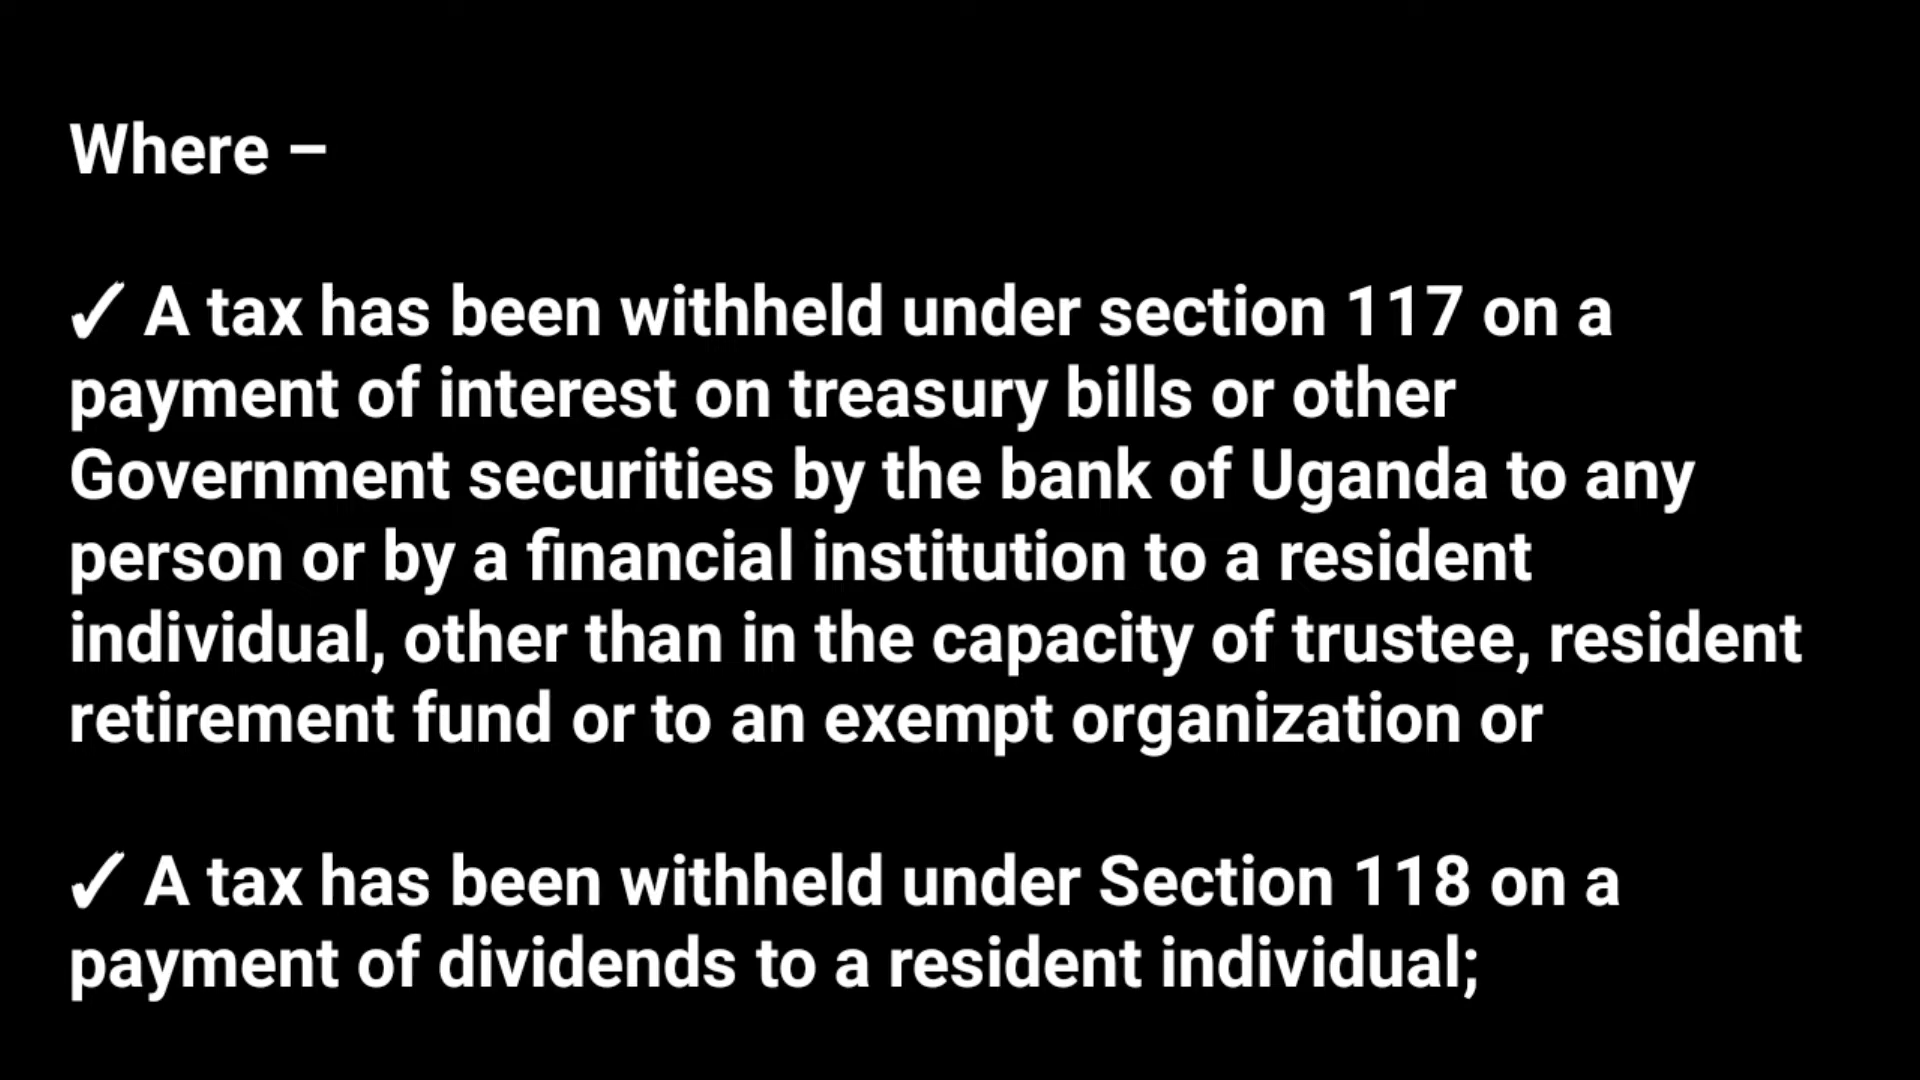 Where –
✓ A tax has been withheld under section 117 on a
payment of interest on treasury bills or other
Government securities by the bank of Uganda to any
person or by a financial institution to a resident
individual, other than in the capacity of trustee, resident
retirement fund or to an exempt organization or
✓ A tax has been withheld under Section 118 on a
payment of dividends to a resident individual;